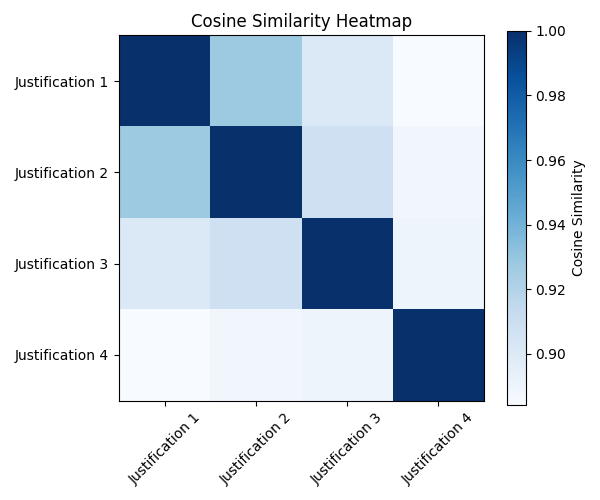 Cosine Similarity Heatmap
Justification 1
Justification 2
Justification 3
Justification 4
Justification 1
Justification 2
Justification 3
Justification 4
1.00
0.98
0.96
0.94
0.92
0.90
Cosine Similarity